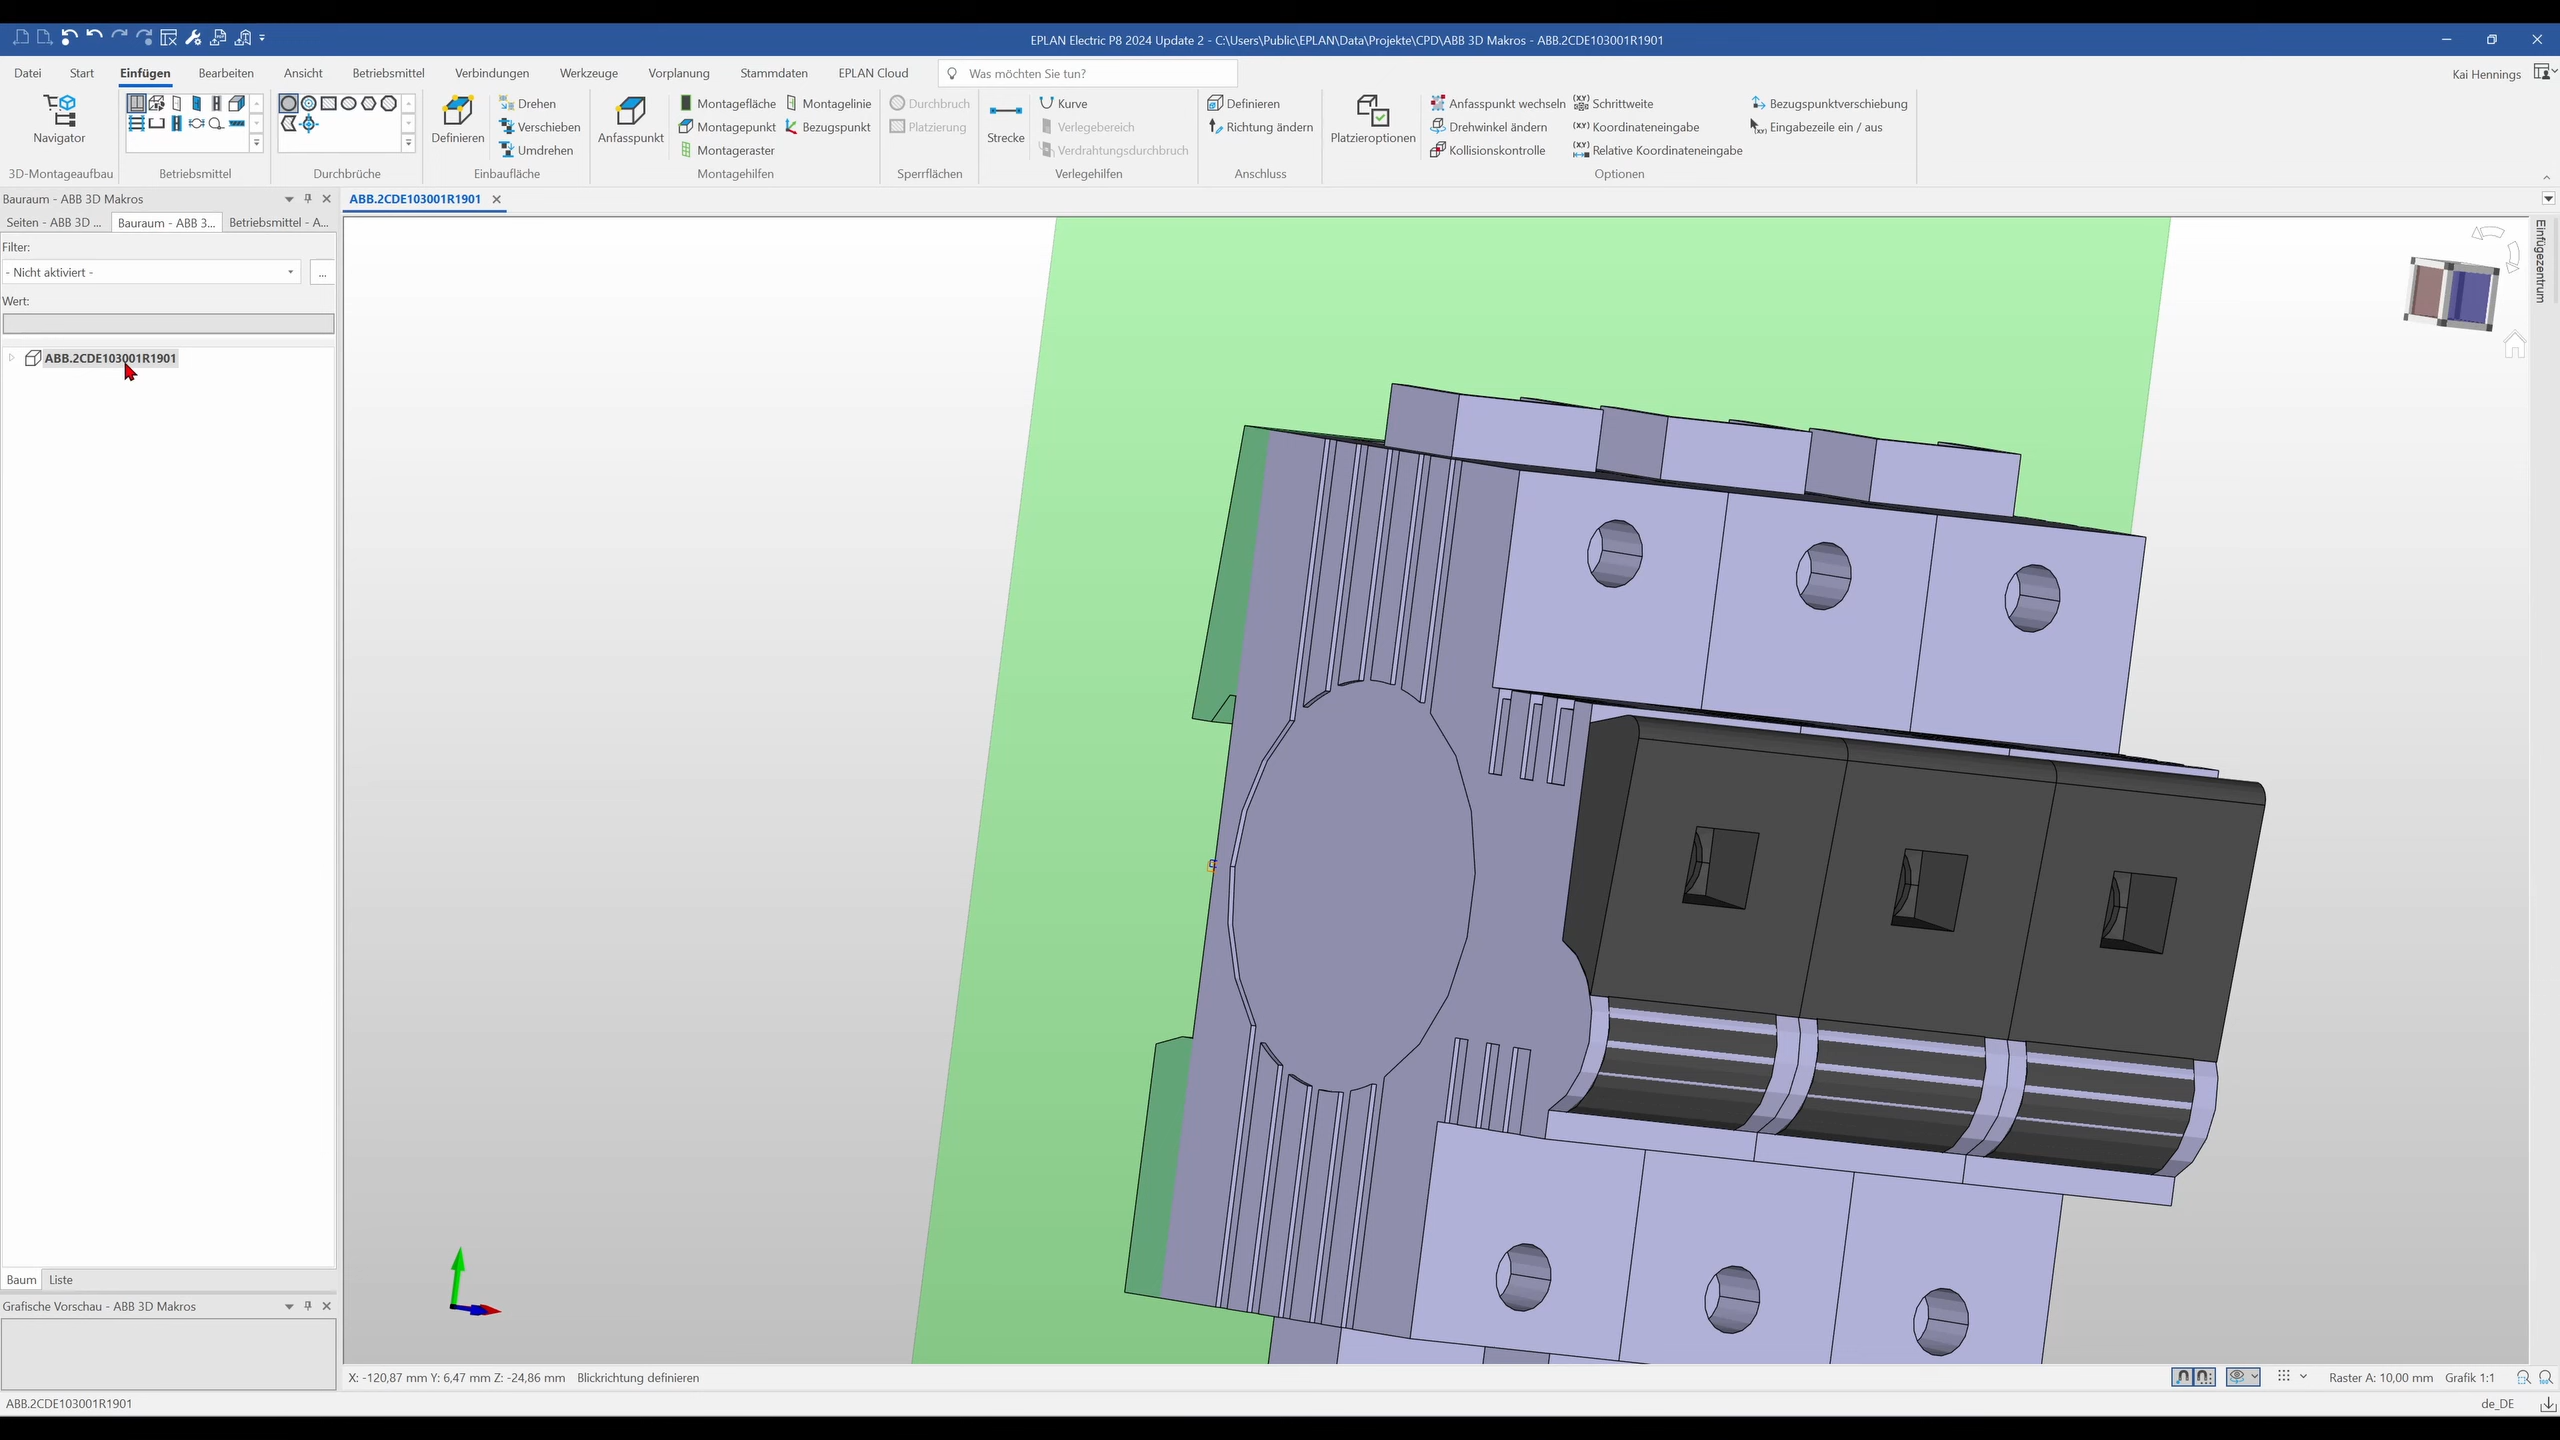 EPLAN Electric P8 2024 Update 2 - C:\Users\Public\EPLAN\Data\Projekte\CPD\ABB 3D Makros - ABB.2CDE103001R1901
Datei Start Einfügen Bearbeiten Ansicht Betriebsmittel Verbindungen Werkzeuge Vorplanung Stammdaten EPLAN Cloud Was möchten Sie tun? Kai Hennings
Drehen Montagefläche Montagelinie Durchbruch Kurve Definieren Anfasspunkt wechseln Schrittweite Bezugspunktverschiebung
Verschieben Montagepunkt Bezugspunkt Platzierung Verlegebereich Richtung ändern Drehwinkel ändern Koordinateneingabe Eingabezeile ein / aus
Navigator Definieren Anfasspunkt Strecke Platzieroptionen
Umdrehen Montageraster Verdrahtungsdurchbruch Kollisionskontrolle Relative Koordinateneingabe
3D-Montageaufbau Betriebsmittel Durchbrüche Einbaufläche Montagehilfen Sperrflächen Verlegehilfen Anschluss Optionen
Bauraum - ABB 3D Makros
ABB.2CDE103001R1901
Seiten - ABB 3D ... Bauraum - ABB 3... Betriebsmittel - A...
Filter:
- Nicht aktiviert -
...
Wert:
ABB.2CDE103001R1901
Einfügezentrum
Baum Liste
Grafische Vorschau - ABB 3D Makros
X: -120,87 mm Y: 6,47 mm Z: -24,86 mm Blickrichtung definieren
Raster A: 10,00 mm Grafik 1:1
ABB.2CDE103001R1901
de_DE